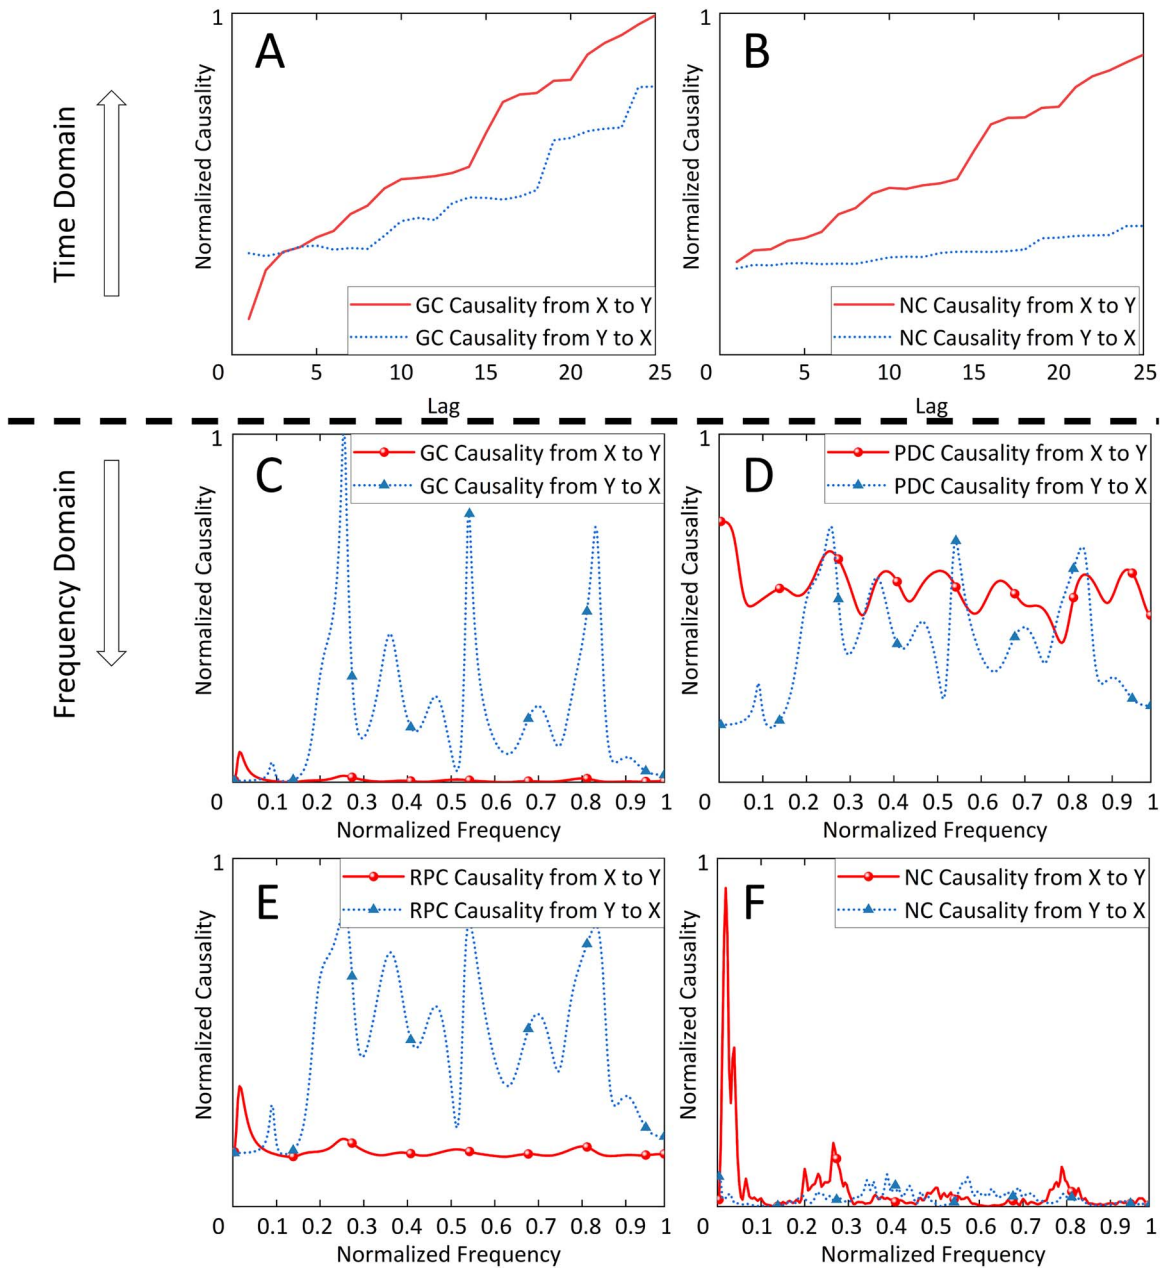 Time Domain
Frequency Domain
1
A
Normalized Causality
GC Causality from X to Y
GC Causality from Y to X
0 5 10 15 20 25
Lag
1
B
Normalized Causality
NC Causality from X to Y
NC Causality from Y to X
0 5 10 15 20 25
Lag
1
C
Normalized Causality
GC Causality from X to Y
GC Causality from Y to X
0 0.1 0.2 0.3 0.4 0.5 0.6 0.7 0.8 0.9 1
Normalized Frequency
1
D
Normalized Causality
PDC Causality from X to Y
PDC Causality from Y to X
0 0.1 0.2 0.3 0.4 0.5 0.6 0.7 0.8 0.9 1
Normalized Frequency
1
E
Normalized Causality
RPC Causality from X to Y
RPC Causality from Y to X
0 0.1 0.2 0.3 0.4 0.5 0.6 0.7 0.8 0.9 1
Normalized Frequency
1
F
Normalized Causality
NC Causality from X to Y
NC Causality from Y to X
0 0.1 0.2 0.3 0.4 0.5 0.6 0.7 0.8 0.9 1
Normalized Frequency